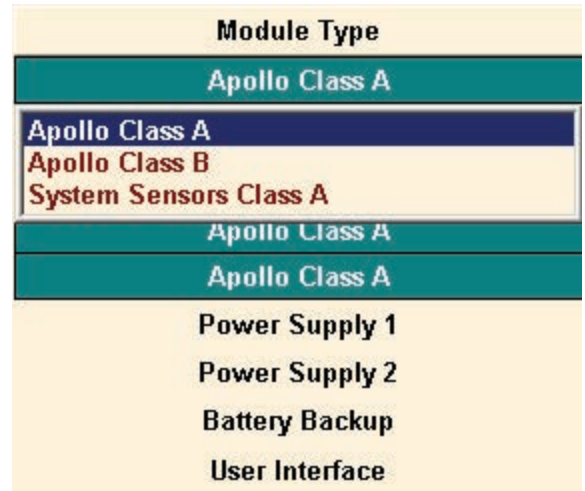 Module Type
Apollo Class A
Apollo Class A
Apollo Class B
System Sensors Class A
Apollo Class A
Apollo Class A
Power Supply 1
Power Supply 2
Battery Backup
User Interface